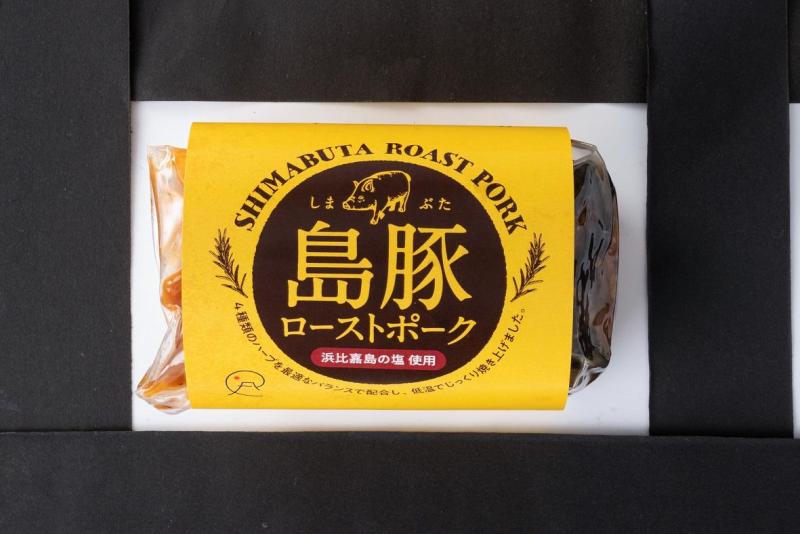 SHIMABUTA ROAST PORK
しま ぶた
島豚
ローストポーク
浜比嘉島の塩 使用
4種類のハーブを最適なバランスで配合し、低温でじっくり焼き上げました。